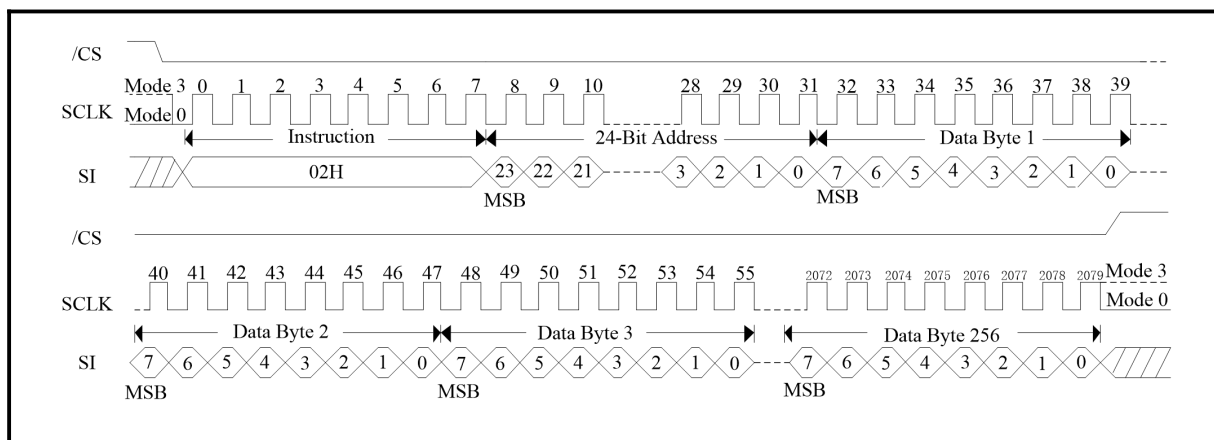 /CS
Mode 3 0 1 2 3 4 5 6 7 8 9 10 28 29 30 31 32 33 34 35 36 37 38 39
SCLK Mode 0
Instruction 24-Bit Address Data Byte 1
SI 02H 23 22 21 3 2 1 0 7 6 5 4 3 2 1 0
MSB MSB
/CS
40 41 42 43 44 45 46 47 48 49 50 51 52 53 54 55 2072 2073 2074 2075 2076 2077 2078 2079 Mode 3
SCLK Mode 0
Data Byte 2 Data Byte 3 Data Byte 256
SI 7 6 5 4 3 2 1 0 7 6 5 4 3 2 1 0 7 6 5 4 3 2 1 0
MSB MSB MSB